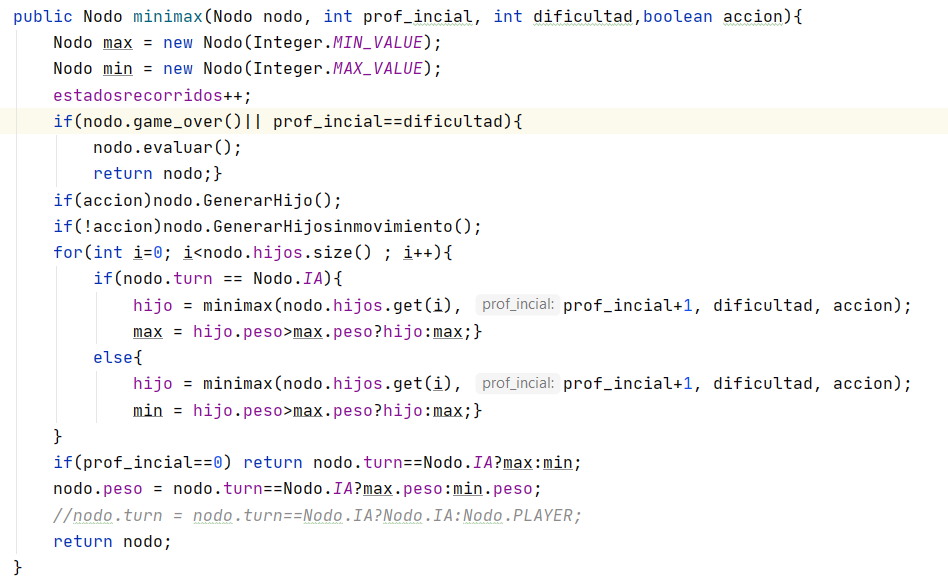 public Nodo minimax(Nodo nodo, int prof_incial, int dificultad,boolean accion){
    Nodo max = new Nodo(Integer.MIN_VALUE);
    Nodo min = new Nodo(Integer.MAX_VALUE);
    estadosrecorridos++;
    if(nodo.game_over()|| prof_incial==dificultad){
        nodo.evaluar();
        return nodo;}
    if(accion)nodo.GenerarHijo();
    if(!accion)nodo.GenerarHijosinmovimiento();
    for(int i=0; i<nodo.hijos.size() ; i++){
        if(nodo.turn == Nodo.IA){
            hijo = minimax(nodo.hijos.get(i), prof_incial: prof_incial+1, dificultad, accion);
            max = hijo.peso>max.peso?hijo:max;}
        else{
            hijo = minimax(nodo.hijos.get(i), prof_incial: prof_incial+1, dificultad, accion);
            min = hijo.peso>max.peso?hijo:max;}
    }
    if(prof_incial==0) return nodo.turn==Nodo.IA?max:min;
    nodo.peso = nodo.turn==Nodo.IA?max.peso:min.peso;
    //nodo.turn = nodo.turn==Nodo.IA?Nodo.IA:Nodo.PLAYER;
    return nodo;
}